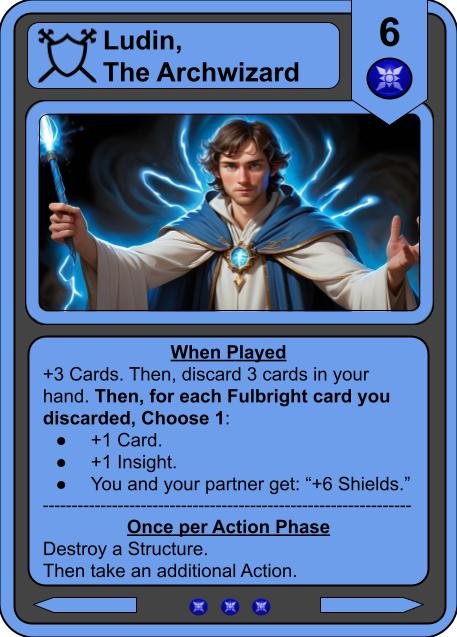 Ludin,
The Archwizard
6
When Played
+3 Cards. Then, discard 3 cards in your
hand. Then, for each Fulbright card you
discarded, Choose 1:
● +1 Card.
● +1 Insight.
● You and your partner get: “+6 Shields.”
--------------------------------------------------------------
Once per Action Phase
Destroy a Structure.
Then take an additional Action.